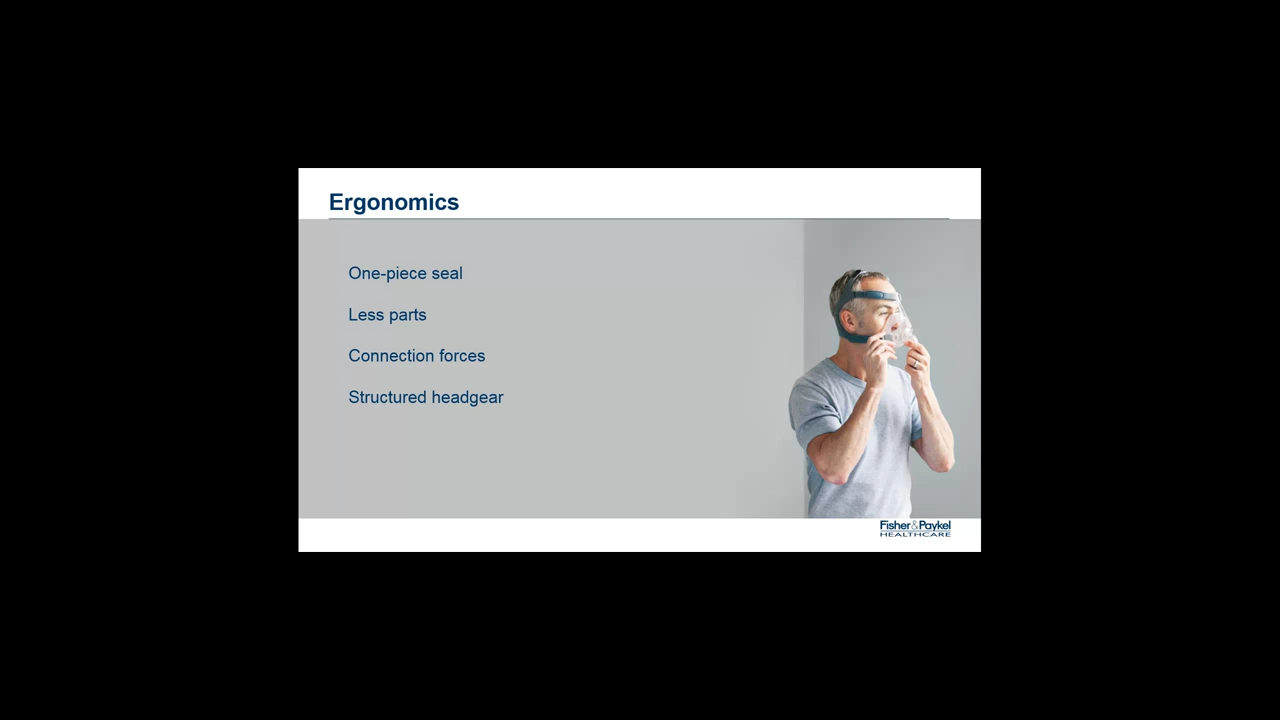 Ergonomics
One-piece seal
Less parts
Connection forces
Structured headgear
Fisher&Paykel
HEALTHCARE